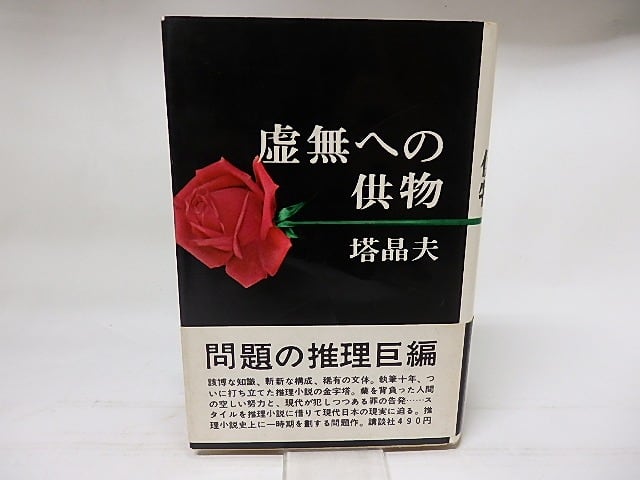 虚無への
供物
塔晶夫
供物
問題の推理巨編
該博な知識、斬新な構成、稀有の文体。執筆十年、つ
いに打ち立てた推理小説の金字塔。業を背負った人間
の空しい努力と、現代が犯しつつある罪の告発……ス
タイルを推理小説に借りて現代日本の現実に迫る。推
理小説史上に一時期を劃する問題作。講談社490円